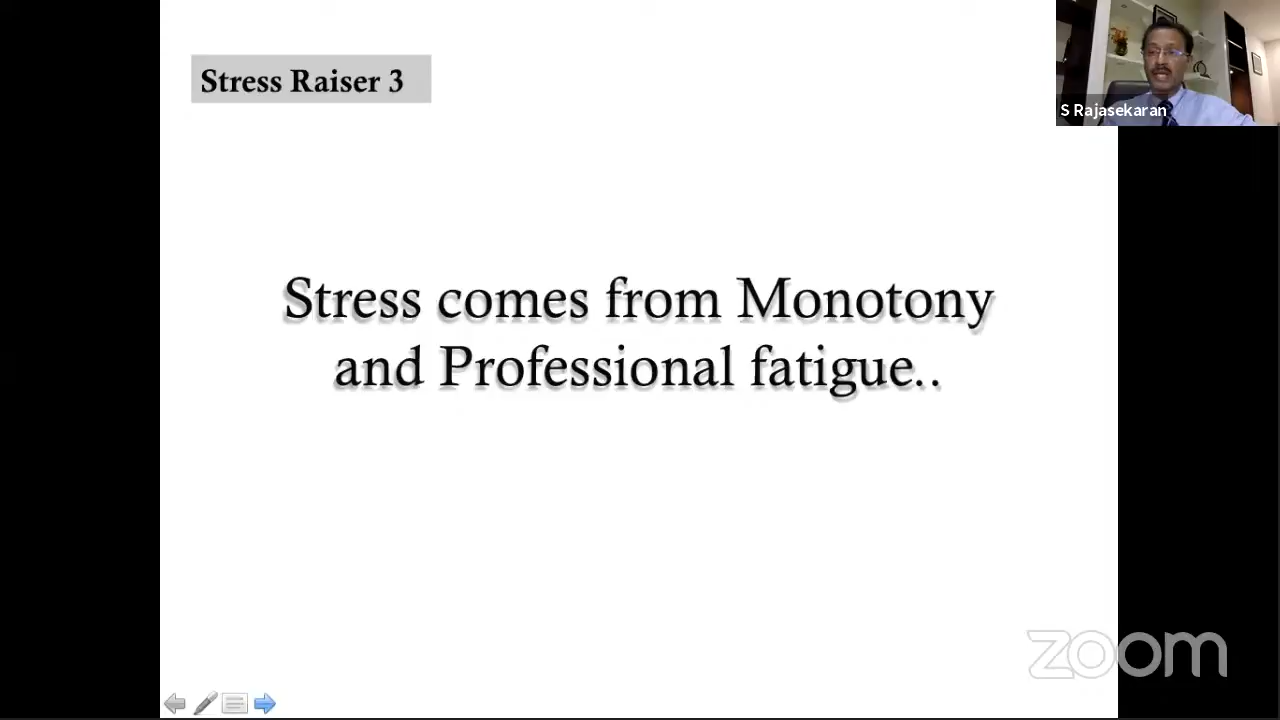 Stress Raiser 3
S Rajasekaran
Stress comes from Monotony
and Professional fatigue..
zoom